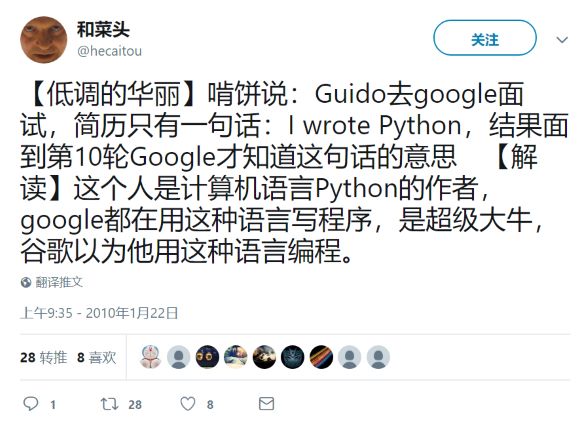 和菜头
@hecaitou
关注
【低调的华丽】啃饼说：Guido去google面
试，简历只有一句话：I wrote Python，结果面
到第10轮Google才知道这句话的意思 【解
读】这个人是计算机语言Python的作者，
google都在用这种语言写程序，是超级大牛，
谷歌以为他用这种语言编程。
翻译推文
上午9:35 - 2010年1月22日
28 转推 8 喜欢
1 28 8